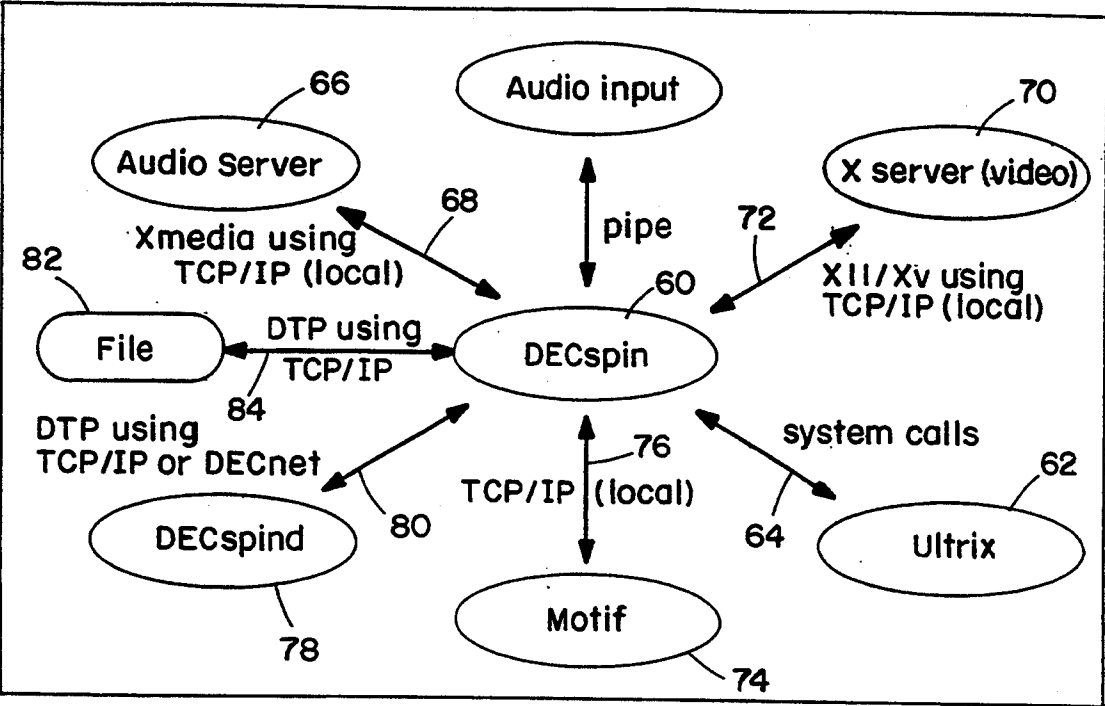 66
Audio Server
Audio input
70
X server (video)
68
Xmedia using
TCP/IP (local)
pipe
72
X11/Xv using
TCP/IP (local)
82
File
DTP using
TCP/IP
84
60
DECspin
DTP using
TCP/IP or DECnet
80
DECspind
78
76
TCP/IP (local)
Motif
74
system calls
64
62
Ultrix